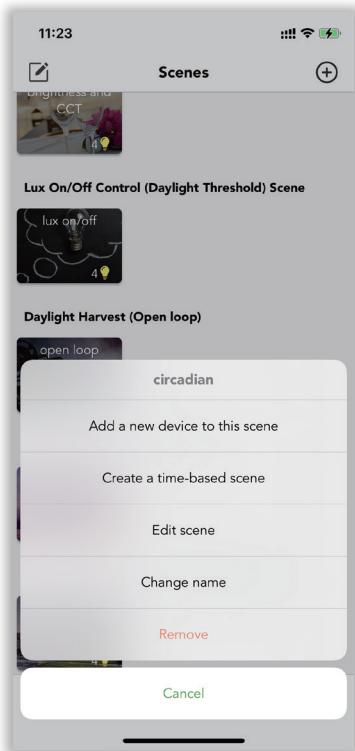 11:23
Scenes
brightness and
CCT
4
Lux On/Off Control (Daylight Threshold) Scene
lux on/off
4
Daylight Harvest (Open loop)
open loop
circadian
Add a new device to this scene
Create a time-based scene
Edit scene
Change name
Remove
4
Cancel